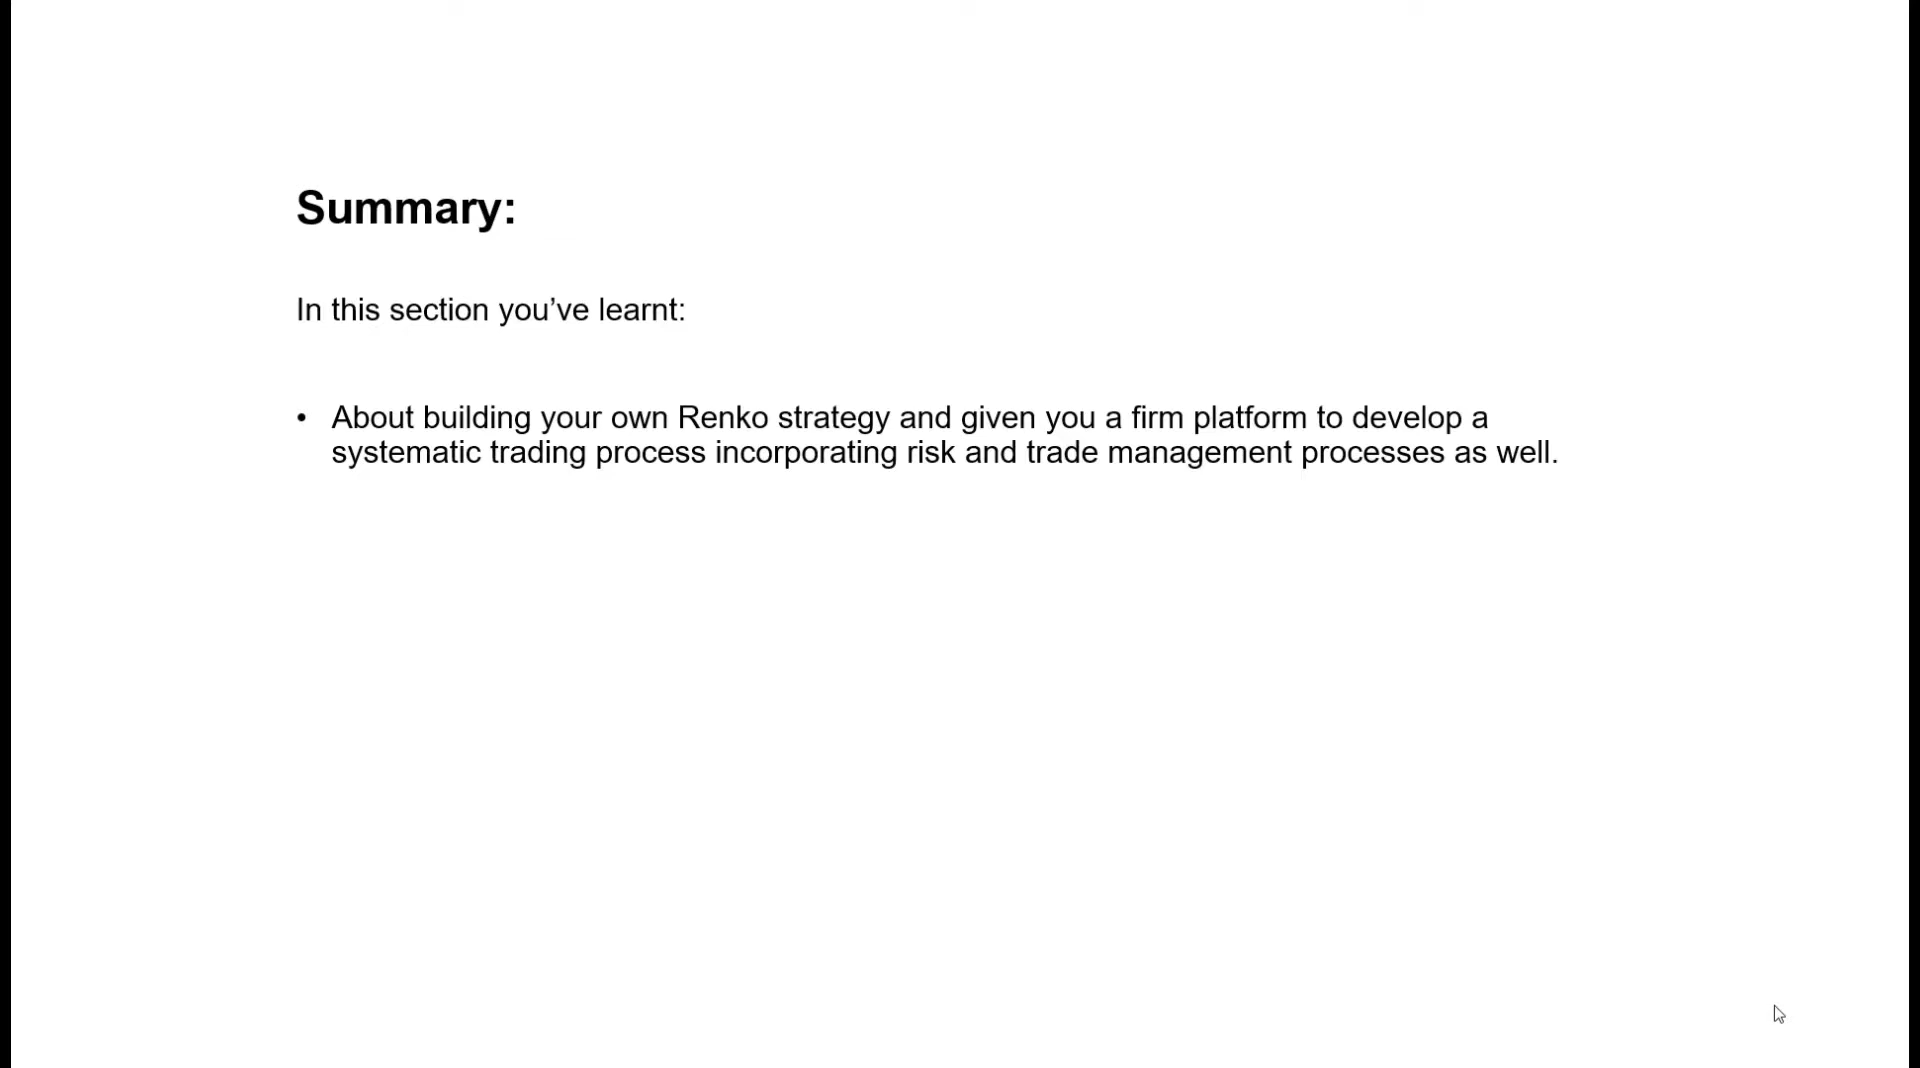 Summary:
In this section you’ve learnt:
• About building your own Renko strategy and given you a firm platform to develop a
systematic trading process incorporating risk and trade management processes as well.